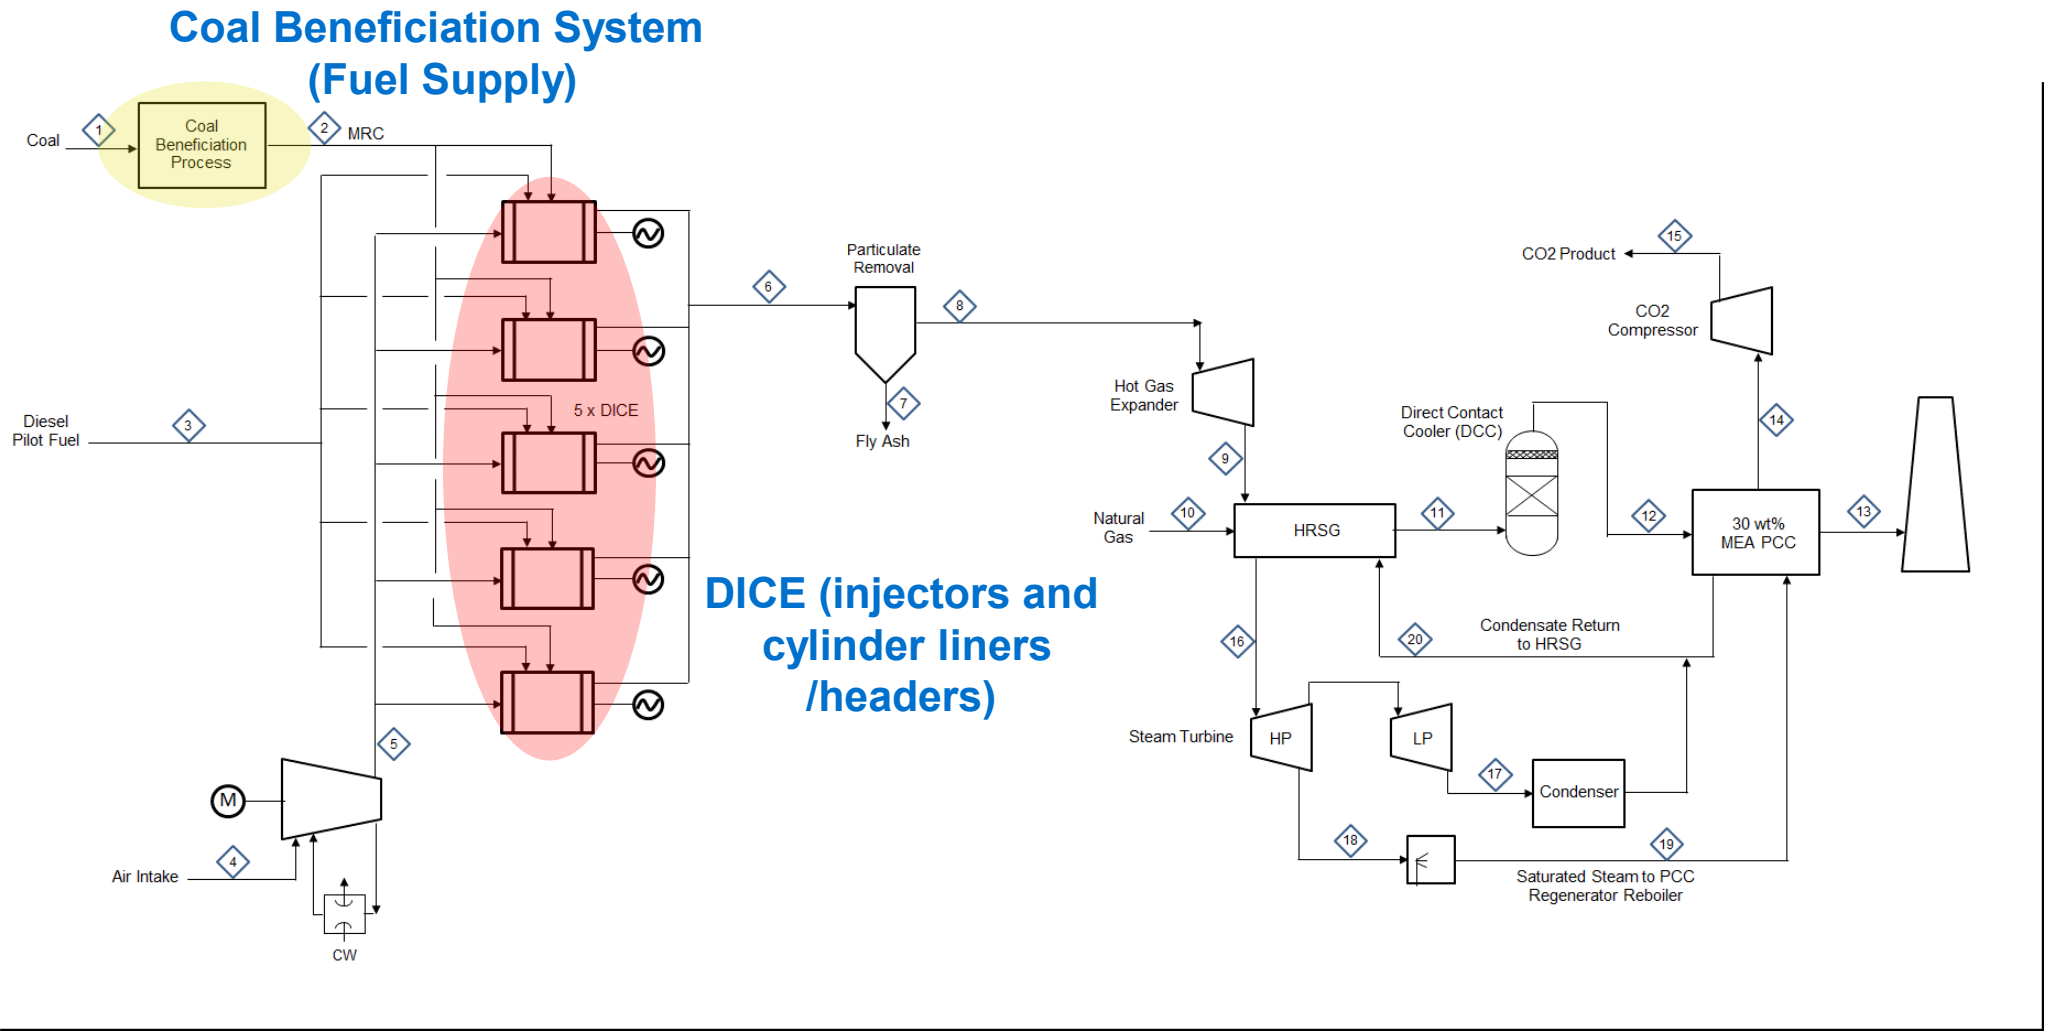 Coal Beneficiation System
(Fuel Supply)
Coal
1
Coal
Beneficiation
Process
2
MRC
Diesel
Pilot Fuel
3
5 x DICE
DICE (injectors and
cylinder liners
/headers)
5
M
Air Intake
4
CW
6
Particulate
Removal
7
Fly Ash
8
Hot Gas
Expander
9
Natural
Gas
10
HRSG
11
Direct Contact
Cooler (DCC)
12
30 wt%
MEA PCC
13
14
CO2
Compressor
15
CO2 Product
Condensate Return
to HRSG
20
16
Steam Turbine
HP
LP
17
Condenser
18
19
Saturated Steam to PCC
Regenerator Reboiler